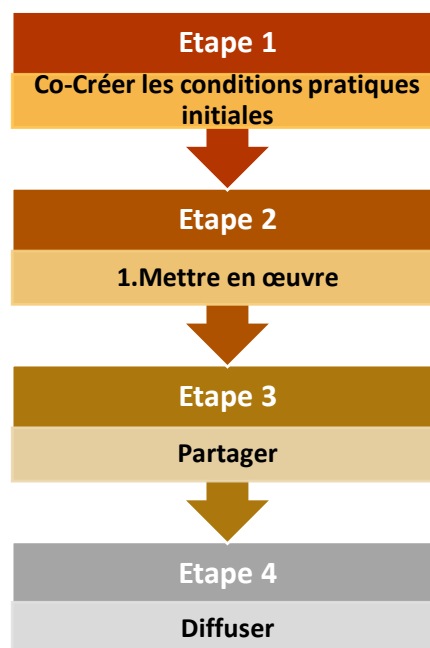 Etape 1
Co-Créer les conditions pratiques
initiales
Etape 2
1.Mettre en œuvre
Etape 3
Partager
Etape 4
Diffuser